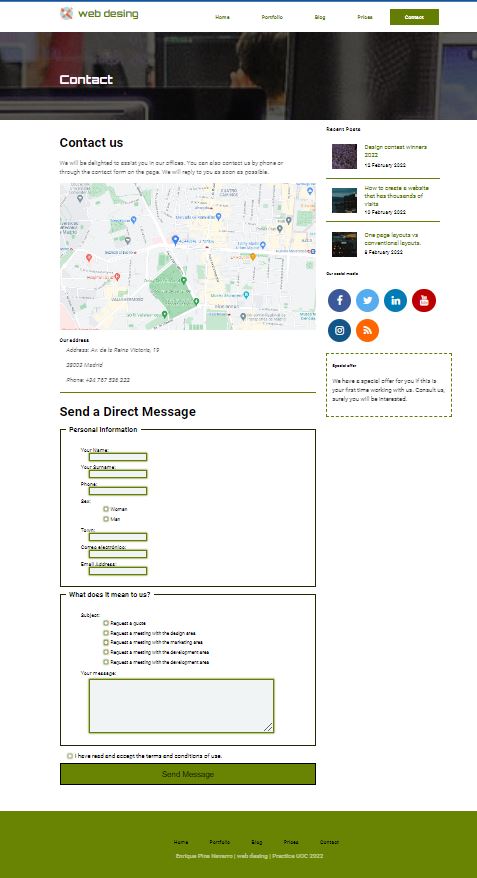 web desing
Home Portfolio Blog Prices Contact
Contact
Contact us
We will be delighted to assist you in our offices. You can also contact us by phone or
through the contact form on the page. We will reply to you as soon as possible.
Our address
Address: Av. de la Reina Victoria, 19
28003 Madrid
Send a Direct Message
Personal Information
Your Name:
Your Surname:
Phone:
Sex:
Woman
Man
Town:
Correo electrónico:
Email Address:
What does it mean to us?
Subject:
Request a quote
Request a meeting with the design area
Request a meeting with the marketing area
Request a meeting with the development area
Request a meeting with the development area
Your message:
I have read and accept the terms and conditions of use.
Send Message
Recent Posts
Design contest winners
2022
12 February 2022
How to create a website
that has thousands of
visits
10 February 2022
One page layouts vs
conventional layouts.
8 February 2022
Our social media
Special offer
We have a special offer for you if this is
your first time working with us. Consult us,
surely you will be interested.
Home Portfolio Blog Prices Contact
Enrique Pina Navarro | web desing | Practica UOC 2022